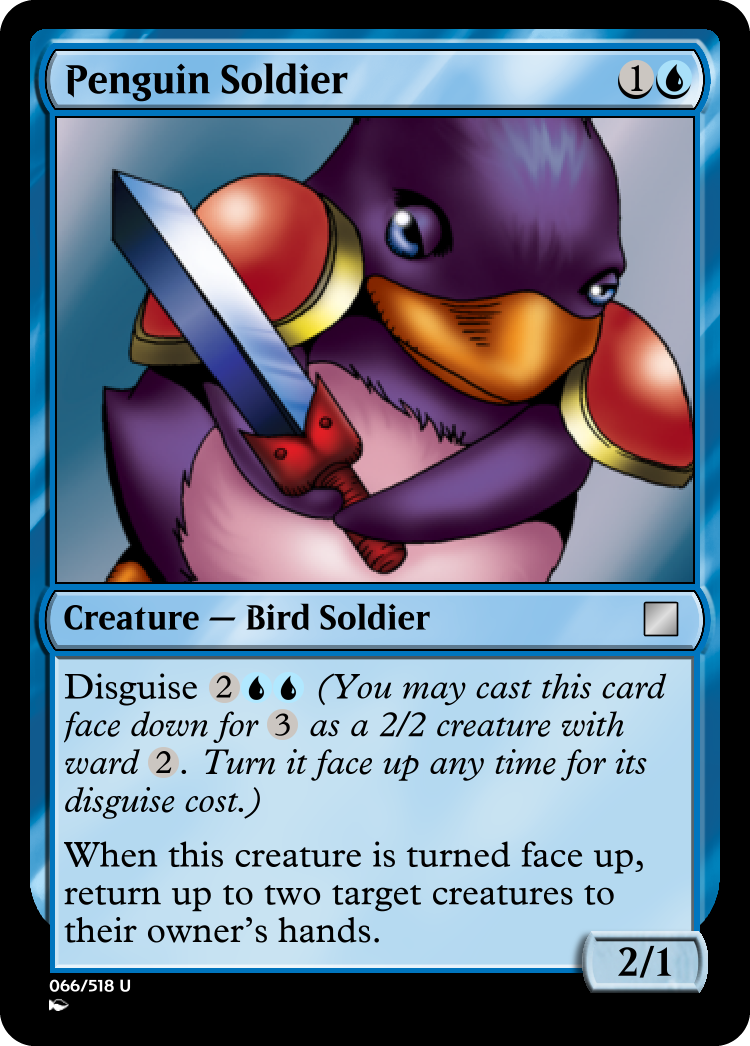 Penguin Soldier 1
Creature — Bird Soldier
Disguise 2 (You may cast this card
face down for 3 as a 2/2 creature with
ward 2. Turn it face up any time for its
disguise cost.)
When this creature is turned face up,
return up to two target creatures to
their owner's hands.
2/1
066/518 U